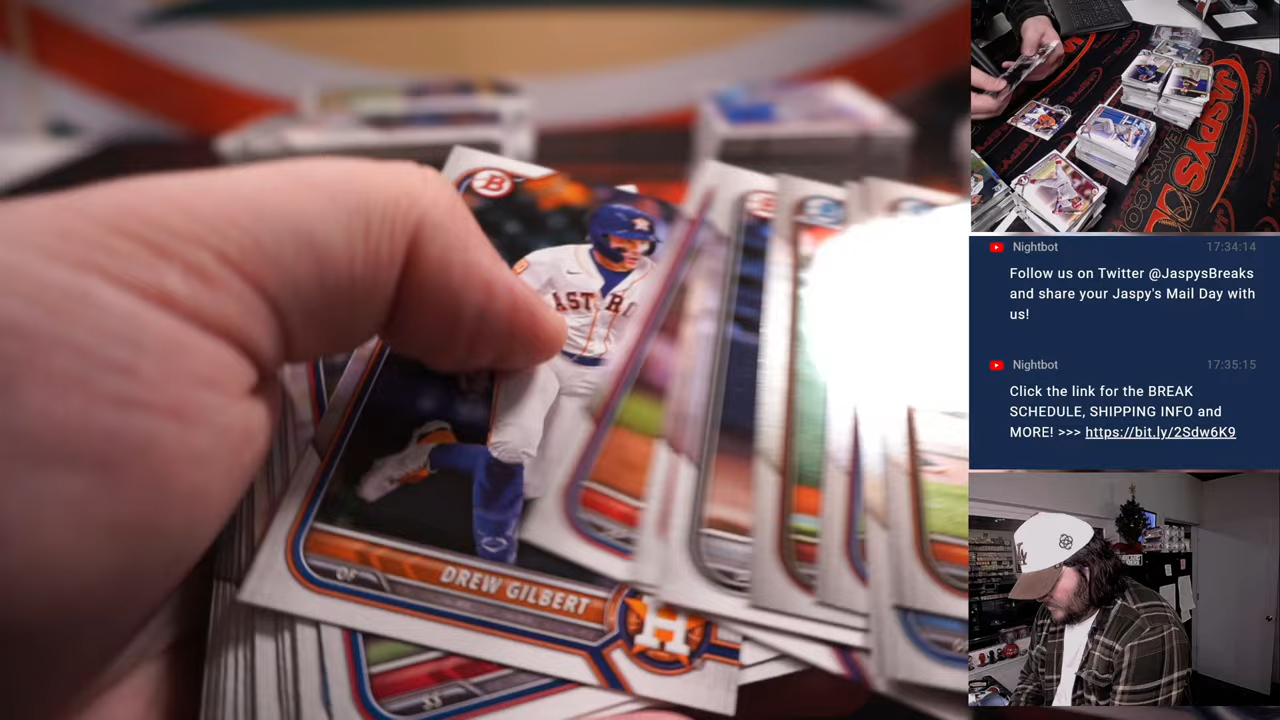 B
ASTRO
OF
DREW GILBERT
H
JASPYS
Nightbot 17:34:14
Follow us on Twitter @JaspysBreaks
and share your Jaspy's Mail Day with
us!
Nightbot 17:35:15
Click the link for the BREAK
SCHEDULE, SHIPPING INFO and
MORE! >>> https://bit.ly/2Sdw6K9